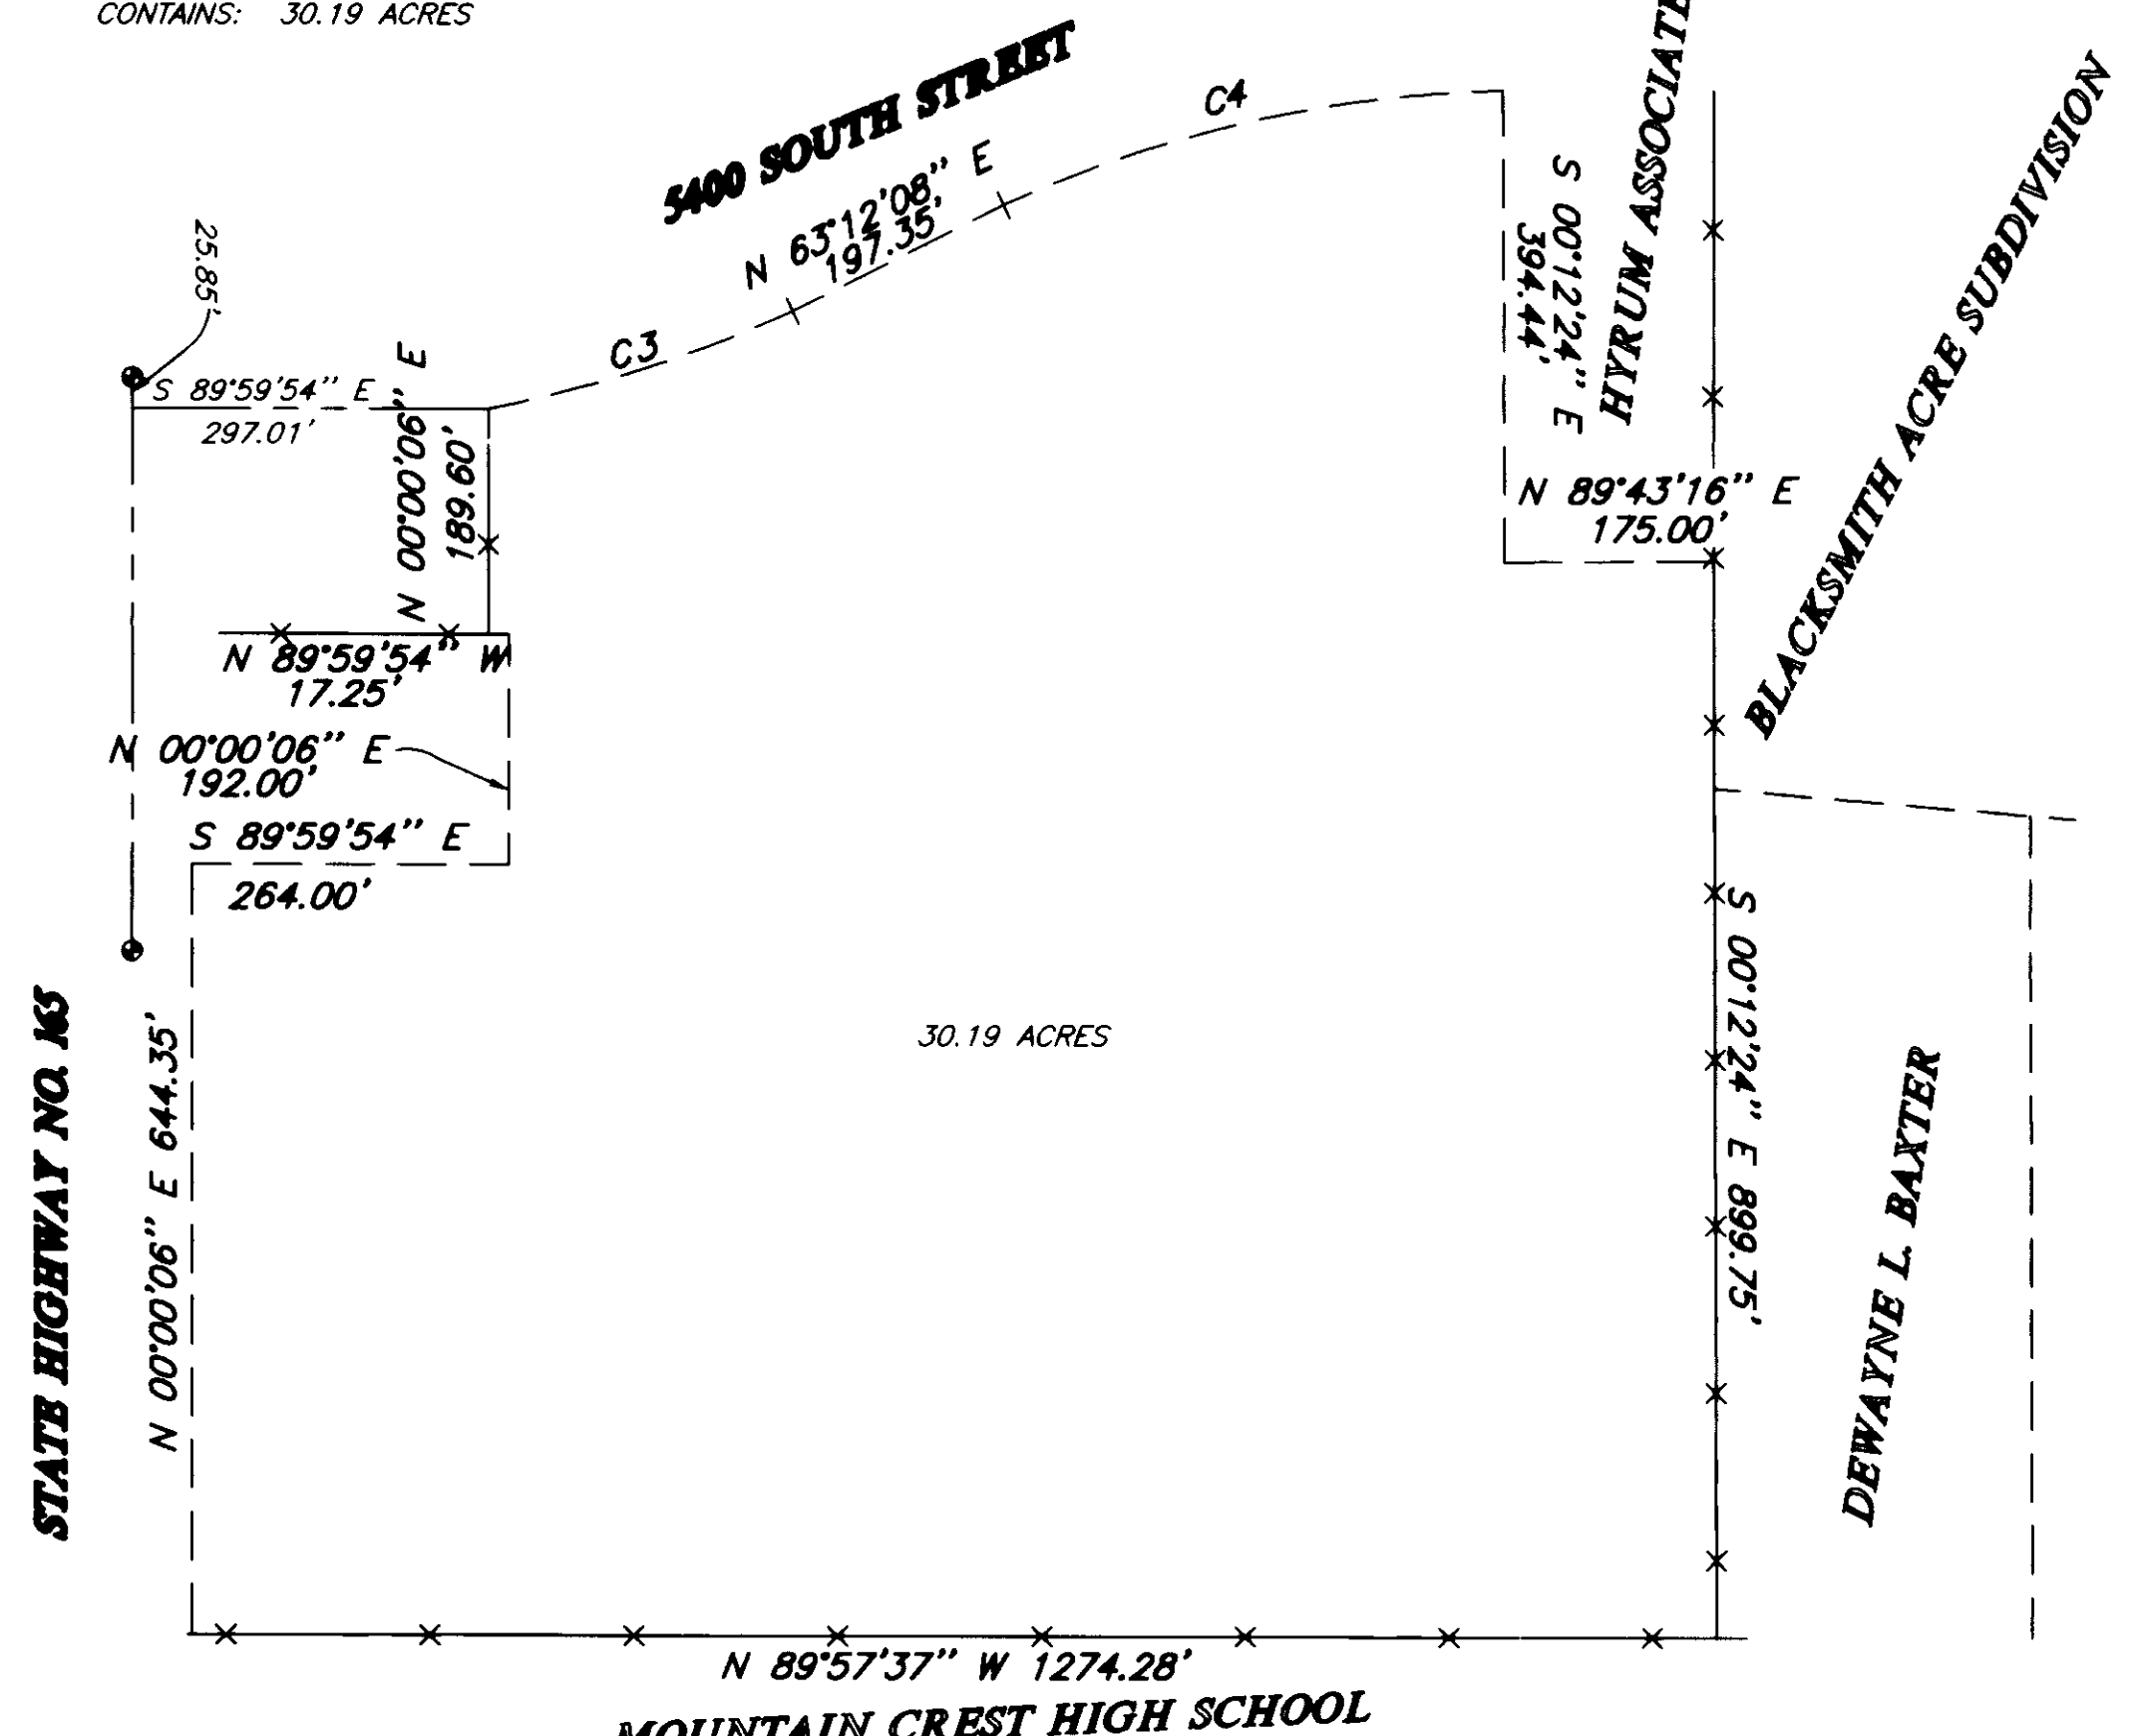 CONTAINS: 30.19 ACRES
5400 SOUTH STREET
C4
N 63°12'08" E
197.35'
C3
25.85'
S 89°59'54" E
297.01'
N 00°00'06" E
189.60'
S 00°12'24" E
394.44'
HYRUM ASSOCIATE
BLACKSMITH ACRE SUBDIVISION
N 89°43'16" E
175.00'
N 89°59'54" W
17.25'
N 00°00'06" E
192.00'
S 89°59'54" E
264.00'
STATE HIGHWAY NO. 165
N 00°00'06" E 644.35'
30.19 ACRES
S 00°12'24" E 899.75'
DEWAYNE L. BAXTER
N 89°57'37" W 1274.28'
MOUNTAIN CREST HIGH SCHOOL